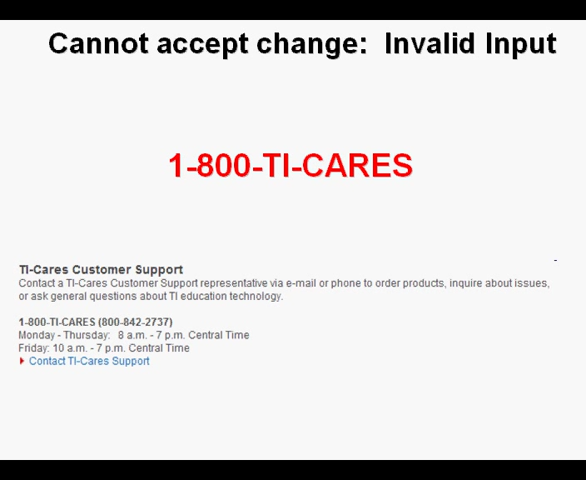 Cannot accept change:  Invalid Input
1-800-TI-CARES
TI-Cares Customer Support
Contact a TI-Cares Customer Support representative via e-mail or phone to order products, inquire about issues,
or ask general questions about TI education technology.
1-800-TI-CARES (800-842-2737)
Monday - Thursday:  8 a.m. - 7 p.m. Central Time
Friday: 10 a.m. - 7 p.m. Central Time
Contact TI-Cares Support